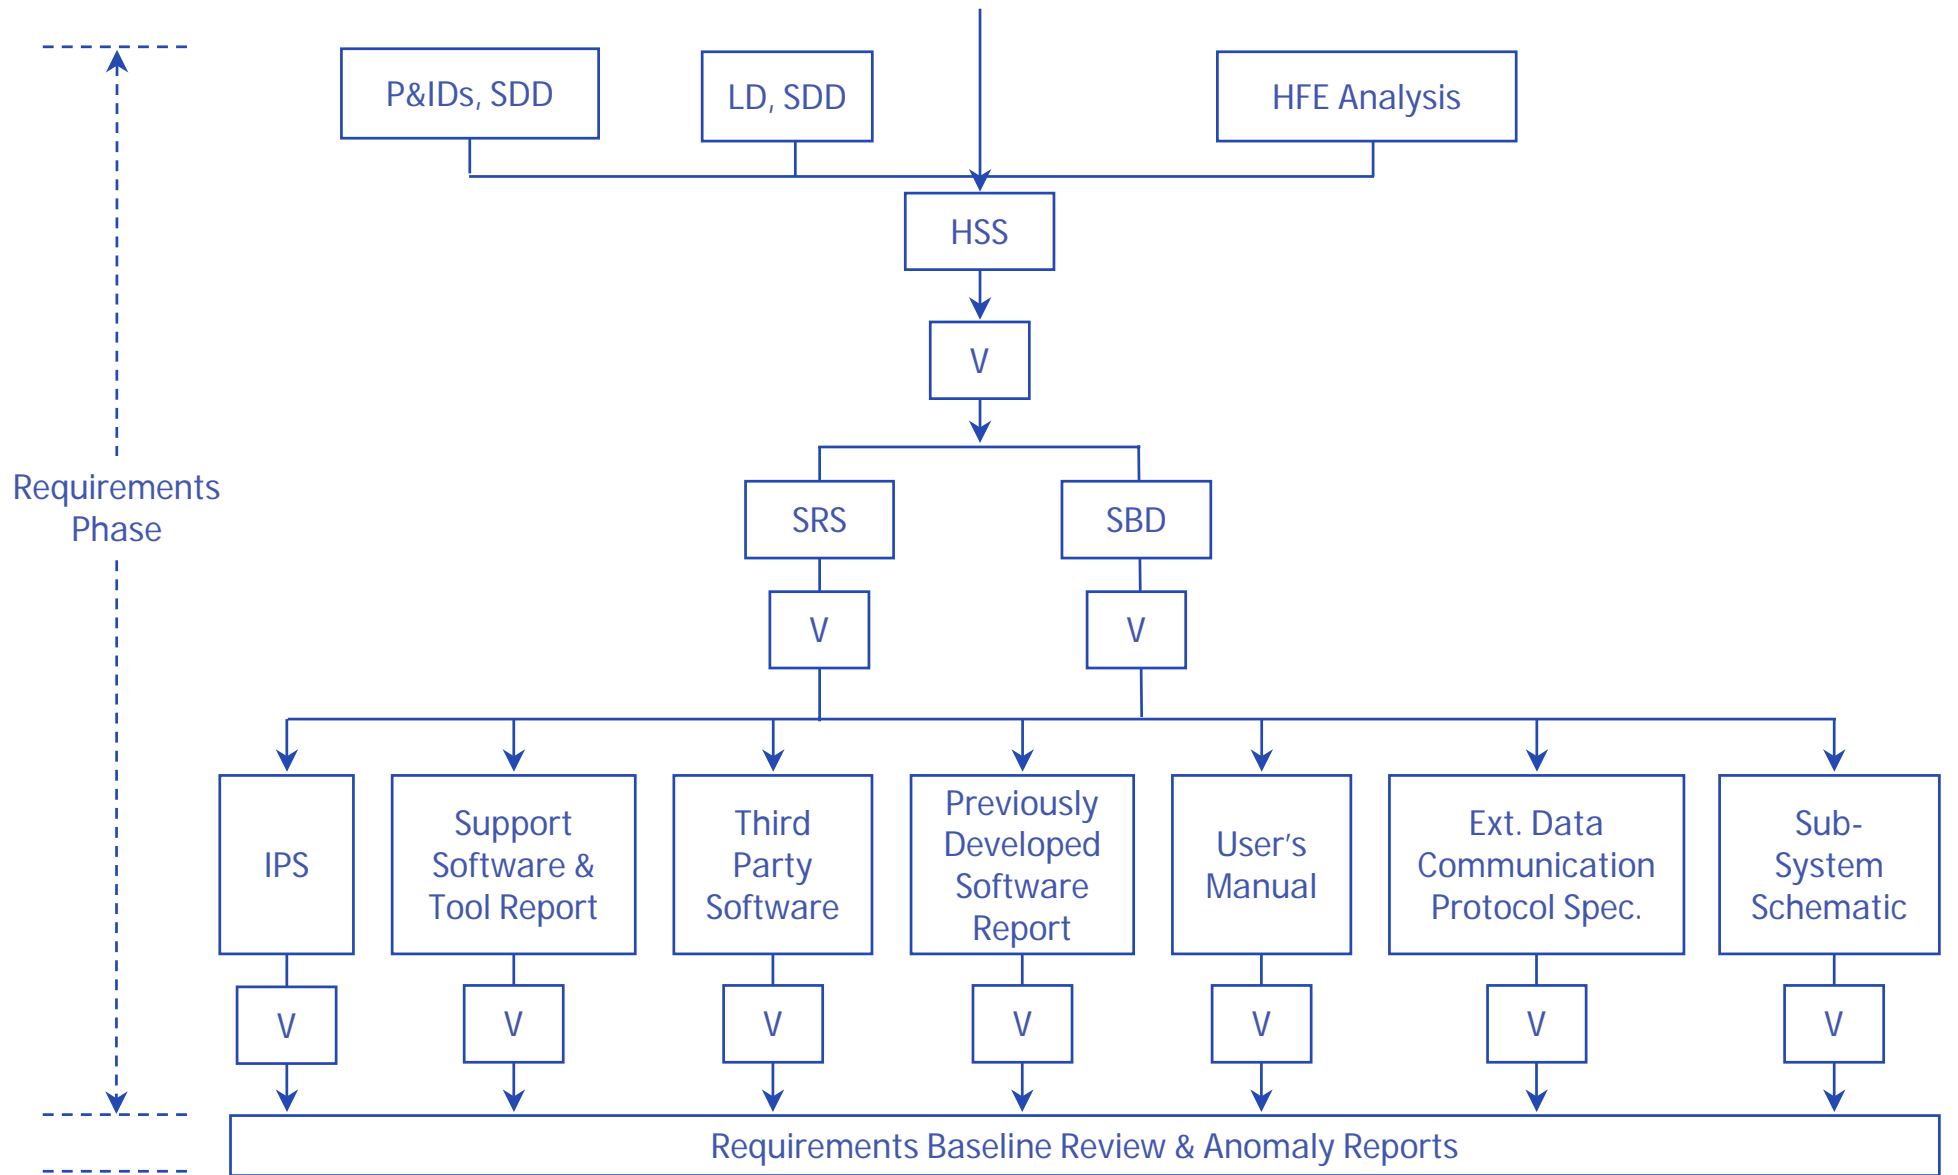 P&IDs, SDD
LD, SDD
HFE Analysis
HSS
V
Requirements
Phase
SRS
SBD
V
V
IPS
Support
Software &
Tool Report
Third
Party
Software
Previously
Developed
Software
Report
User's
Manual
Ext. Data
Communication
Protocol Spec.
Sub-
System
Schematic
V
V
V
V
V
V
V
Requirements Baseline Review & Anomaly Reports